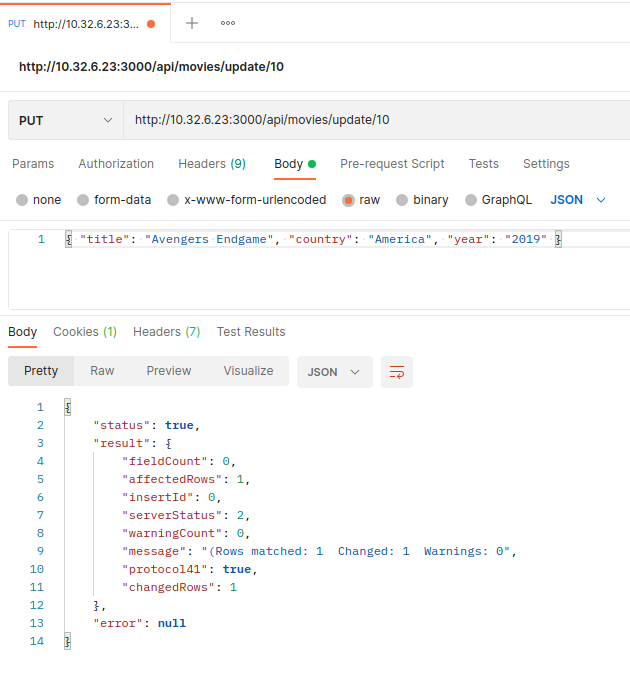 PUT http://10.32.6.23:3... + ooo
http://10.32.6.23:3000/api/movies/update/10
PUT http://10.32.6.23:3000/api/movies/update/10
Params Authorization Headers (9) Body Pre-request Script Tests Settings
none form-data x-www-form-urlencoded raw binary GraphQL JSON
1 { "title": "Avengers Endgame", "country": "America", "year": "2019" }
Body Cookies (1) Headers (7) Test Results
Pretty Raw Preview Visualize JSON
1 {
2 "status": true,
3 "result": {
4 "fieldCount": 0,
5 "affectedRows": 1,
6 "insertId": 0,
7 "serverStatus": 2,
8 "warningCount": 0,
9 "message": "(Rows matched: 1  Changed: 1  Warnings: 0",
10 "protocol41": true,
11 "changedRows": 1
12 },
13 "error": null
14 }